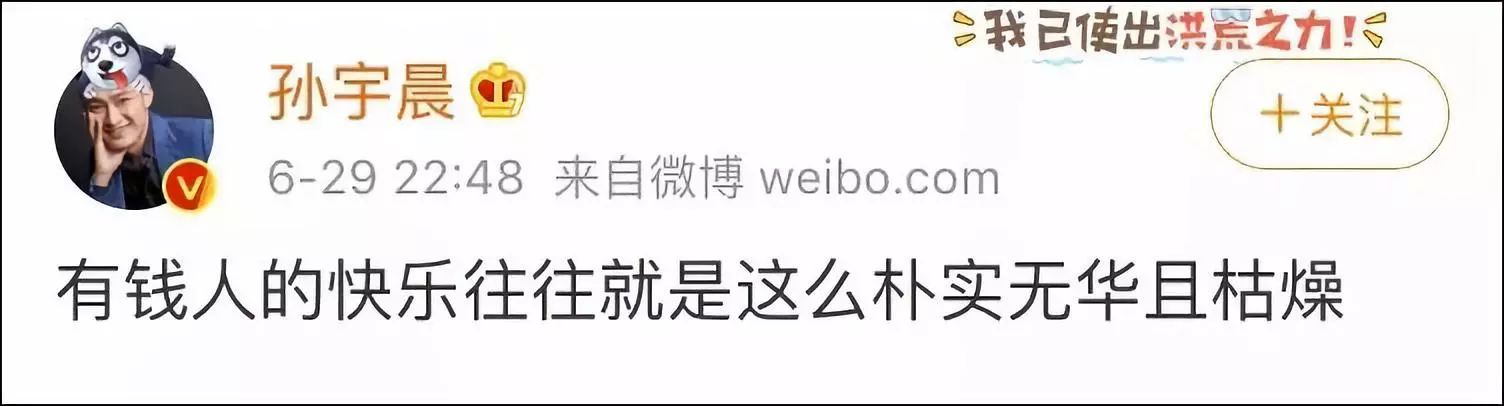 我已使出洪荒之力!
孙宇晨
+关注
6-29 22:48 来自微博 weibo.com
有钱人的快乐往往就是这么朴实无华且枯燥